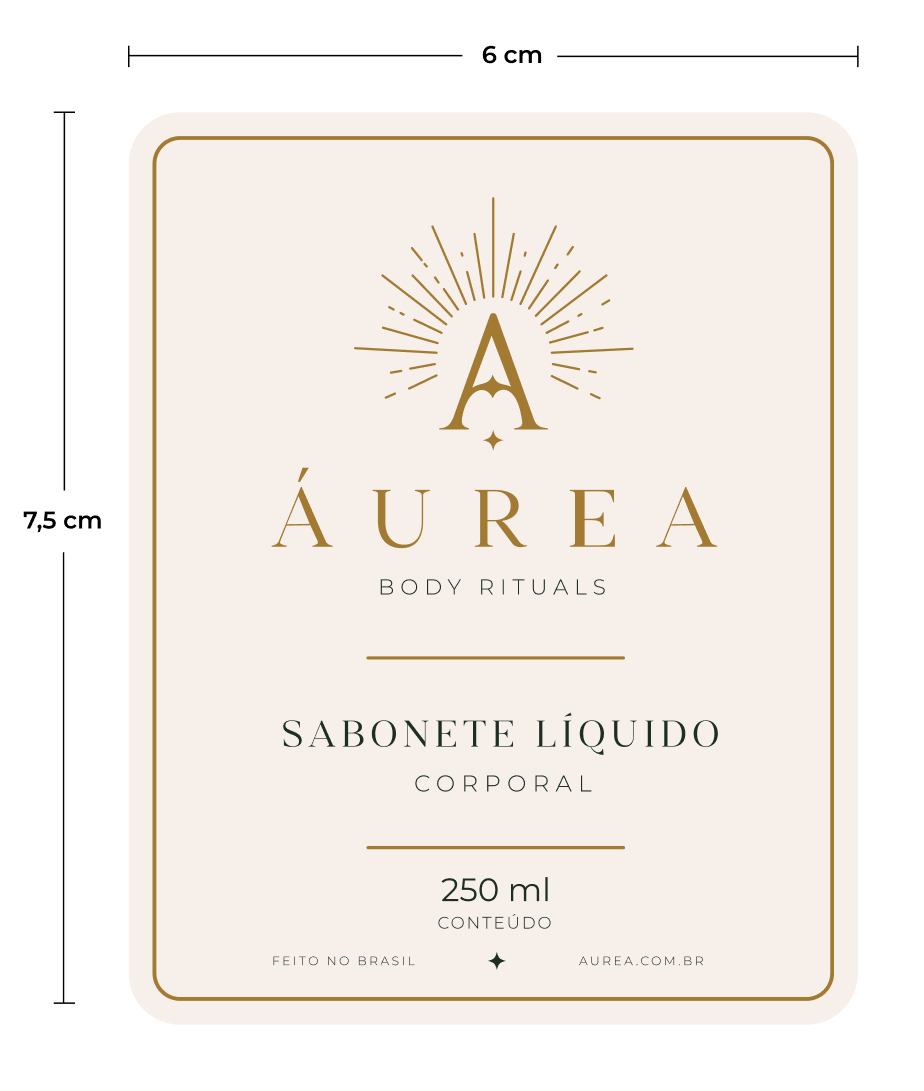 6 cm
7,5 cm
A
ÁUREA
BODY RITUALS
SABONETE LÍQUIDO
CORPORAL
250 ml
CONTEÚDO
FEITO NO BRASIL
AUREA.COM.BR